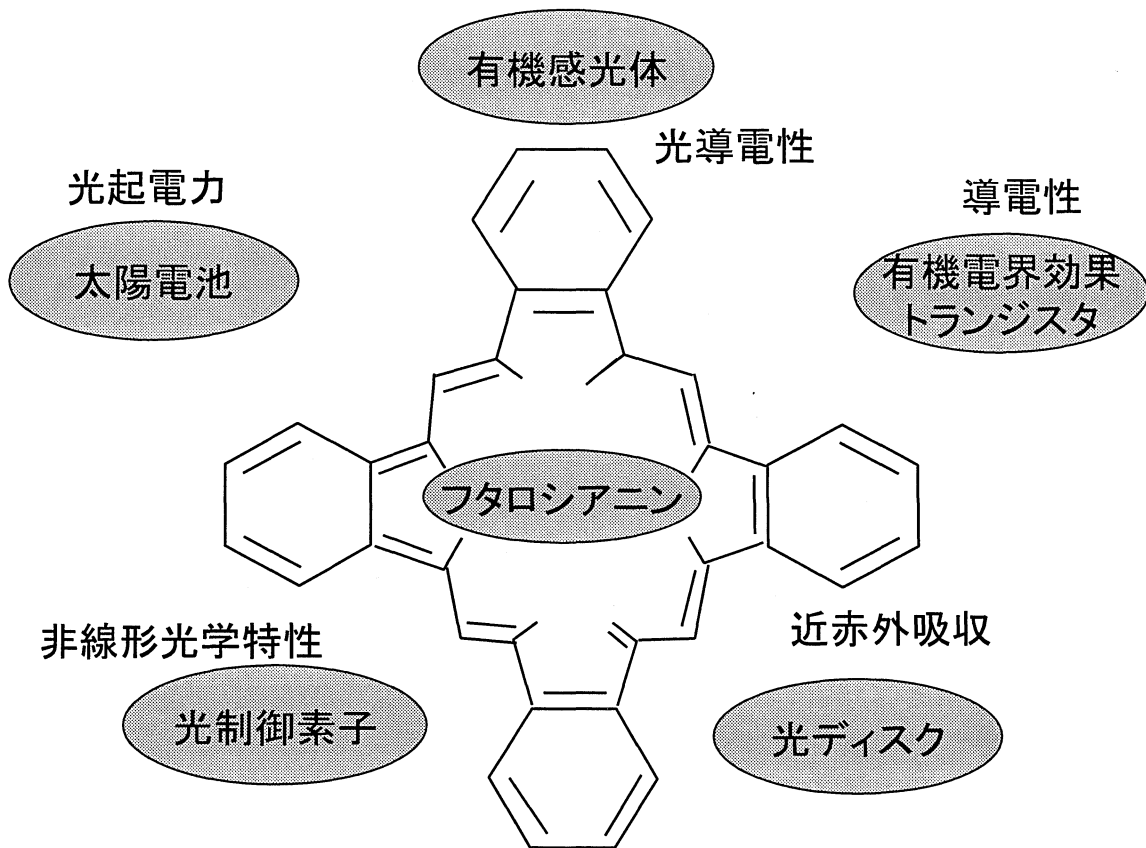 有機感光体
光導電性
光起電力
導電性
太陽電池
有機電界効果
トランジスタ
フタロシアニン
非線形光学特性
近赤外吸収
光制御素子
光ディスク